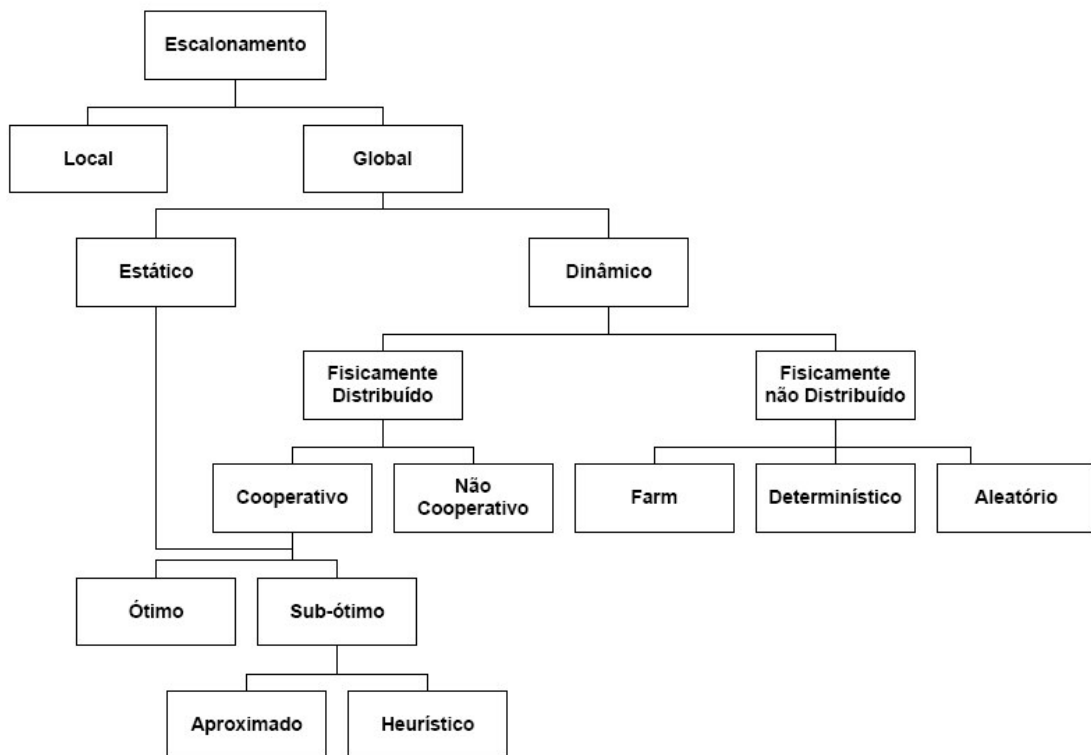 Escalonamento
Local
Global
Estático
Dinâmico
Fisicamente
Distribuído
Fisicamente
não Distribuído
Cooperativo
Não
Cooperativo
Farm
Determinístico
Aleatório
Ótimo
Sub-ótimo
Aproximado
Heurístico